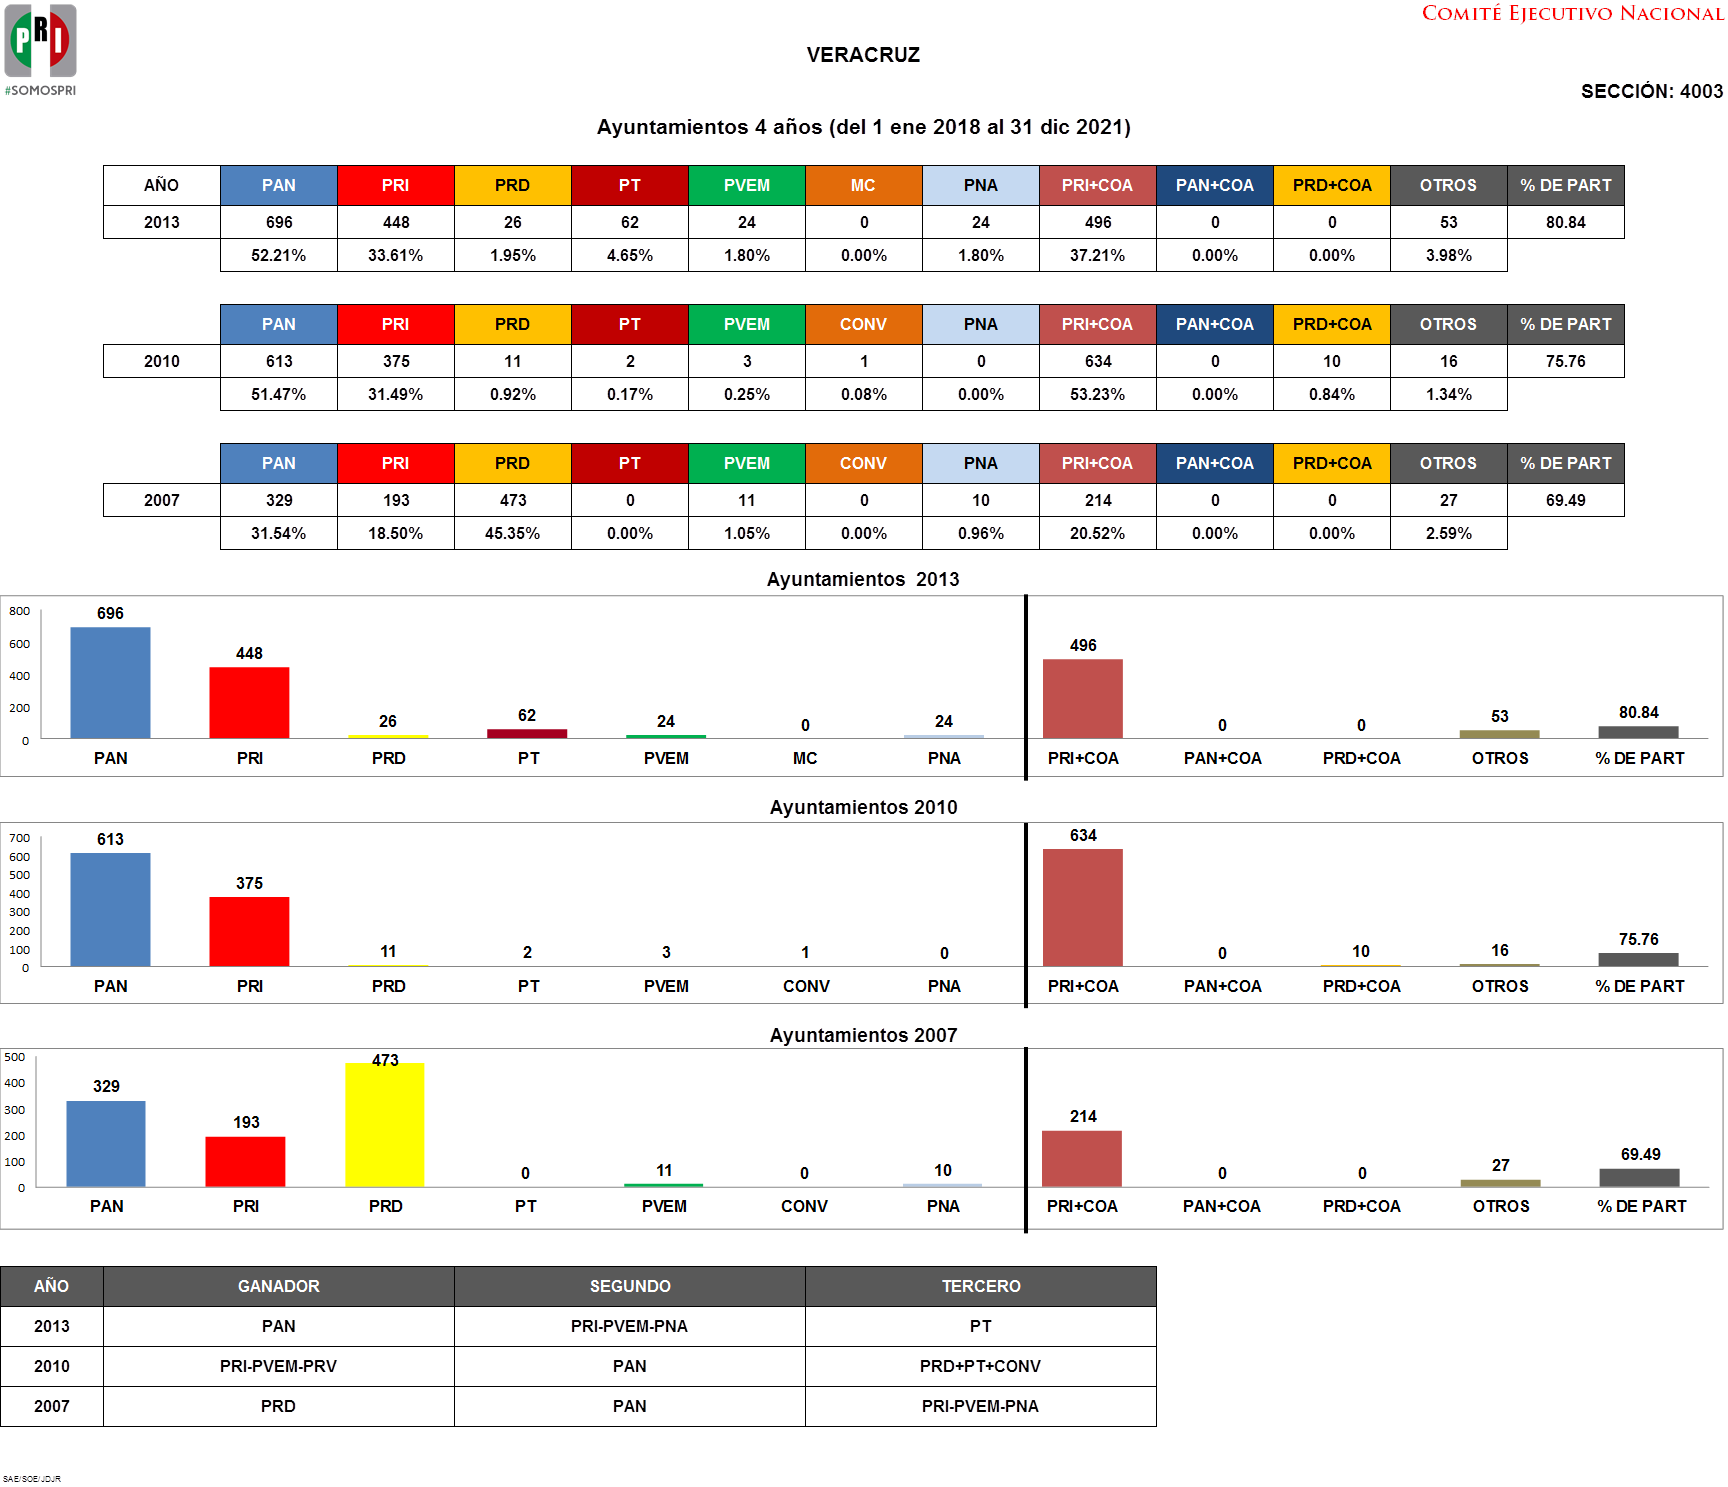 PRI
#SOMOSPRI
COMITÉ EJECUTIVO NACIONAL
VERACRUZ
SECCIÓN: 4003
Ayuntamientos 4 años (del 1 ene 2018 al 31 dic 2021)
AÑO PAN PRI PRD PT PVEM MC PNA PRI+COA PAN+COA PRD+COA OTROS % DE PART
2013 696 448 26 62 24 0 24 496 0 0 53 80.84
52.21% 33.61% 1.95% 4.65% 1.80% 0.00% 1.80% 37.21% 0.00% 0.00% 3.98%
PAN PRI PRD PT PVEM CONV PNA PRI+COA PAN+COA PRD+COA OTROS % DE PART
2010 613 375 11 2 3 1 0 634 0 10 16 75.76
51.47% 31.49% 0.92% 0.17% 0.25% 0.08% 0.00% 53.23% 0.00% 0.84% 1.34%
PAN PRI PRD PT PVEM CONV PNA PRI+COA PAN+COA PRD+COA OTROS % DE PART
2007 329 193 473 0 11 0 10 214 0 0 27 69.49
31.54% 18.50% 45.35% 0.00% 1.05% 0.00% 0.96% 20.52% 0.00% 0.00% 2.59%
Ayuntamientos 2013
800
600
400
200
0
696 448 26 62 24 0 24 496 0 0 53 80.84
PAN PRI PRD PT PVEM MC PNA PRI+COA PAN+COA PRD+COA OTROS % DE PART
Ayuntamientos 2010
700
600
500
400
300
200
100
0
613 375 11 2 3 1 0 634 0 10 16 75.76
PAN PRI PRD PT PVEM CONV PNA PRI+COA PAN+COA PRD+COA OTROS % DE PART
Ayuntamientos 2007
500
400
300
200
100
0
329 193 473 0 11 0 10 214 0 0 27 69.49
PAN PRI PRD PT PVEM CONV PNA PRI+COA PAN+COA PRD+COA OTROS % DE PART
AÑO GANADOR SEGUNDO TERCERO
2013 PAN PRI-PVEM-PNA PT
2010 PRI-PVEM-PRV PAN PRD+PT+CONV
2007 PRD PAN PRI-PVEM-PNA
SAE/SOE/JDJR